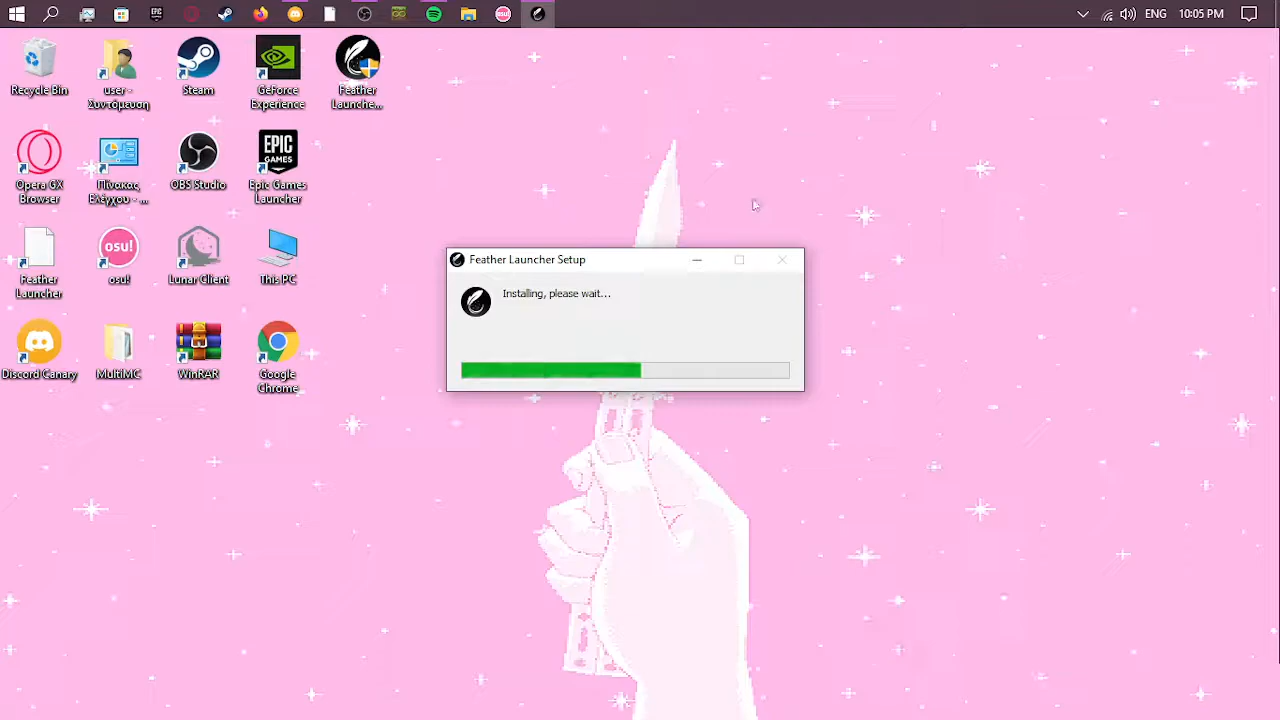 EPIC
ENG
10:05 PM
Recycle Bin
user -
Συντόμευση
Steam
GeForce
Experience
Feather
Launche...
Opera GX
Browser
Πίνακας
Ελέγχου - ...
OBS Studio
EPIC
GAMES
Epic Games
Launcher
Feather
Launcher
osu!
osu!
Lunar Client
This PC
Discord Canary
MultiMC
WinRAR
Google
Chrome
Feather Launcher Setup
Installing, please wait...